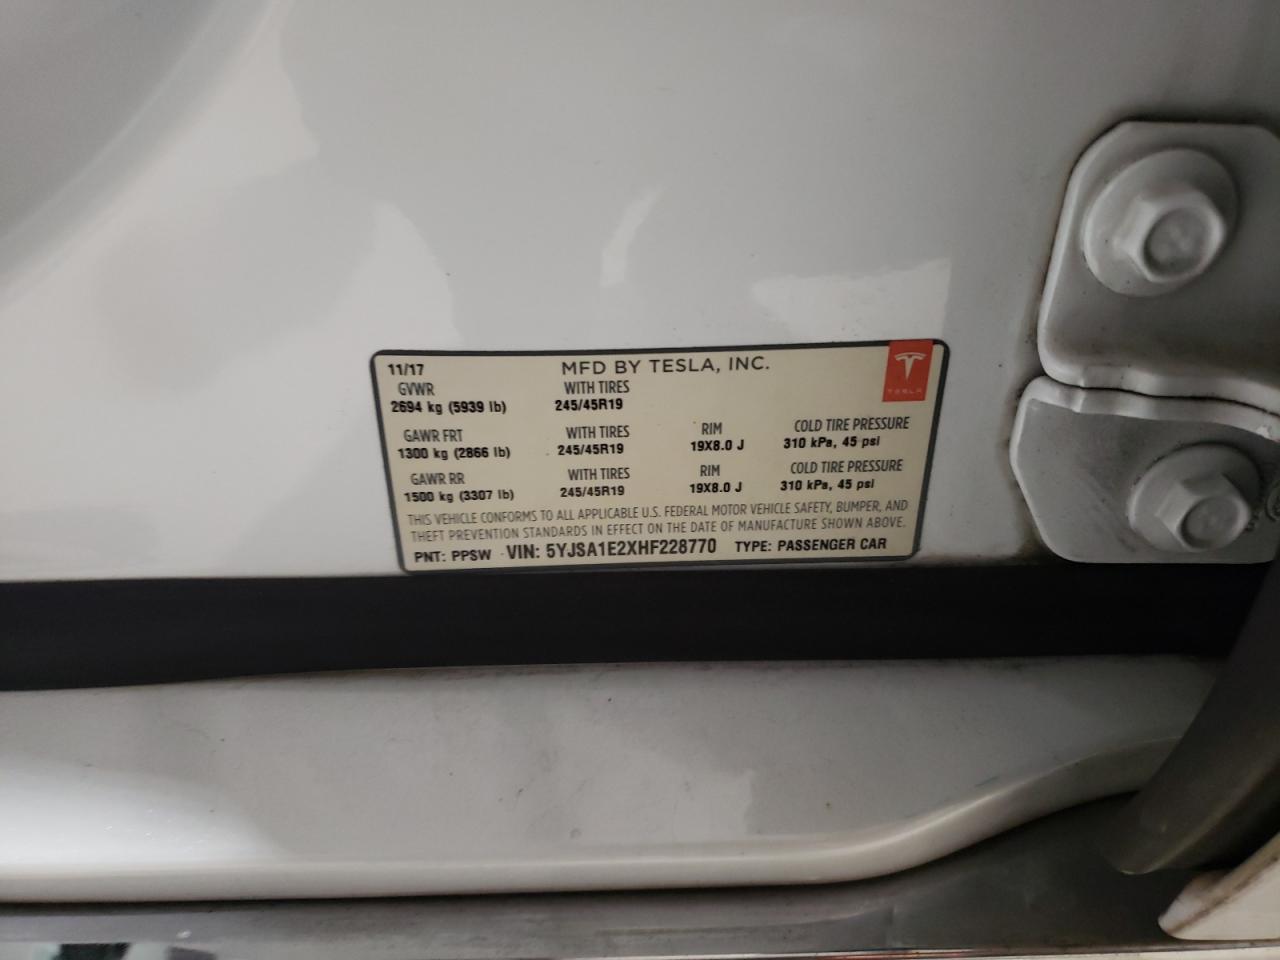 11/17 MFD BY TESLA, INC.
TESLA
GVWR WITH TIRES
2694 kg (5939 lb) 245/45R19
GAWR FRT WITH TIRES RIM COLD TIRE PRESSURE
1300 kg (2866 lb) 245/45R19 19X8.0 J 310 kPa, 45 psi
GAWR RR WITH TIRES RIM COLD TIRE PRESSURE
1500 kg (3307 lb) 245/45R19 19X8.0 J 310 kPa, 45 psi
THIS VEHICLE CONFORMS TO ALL APPLICABLE U.S. FEDERAL MOTOR VEHICLE SAFETY, BUMPER, AND
THEFT PREVENTION STANDARDS IN EFFECT ON THE DATE OF MANUFACTURE SHOWN ABOVE.
PNT: PPSW VIN: 5YJSA1E2XHF228770 TYPE: PASSENGER CAR